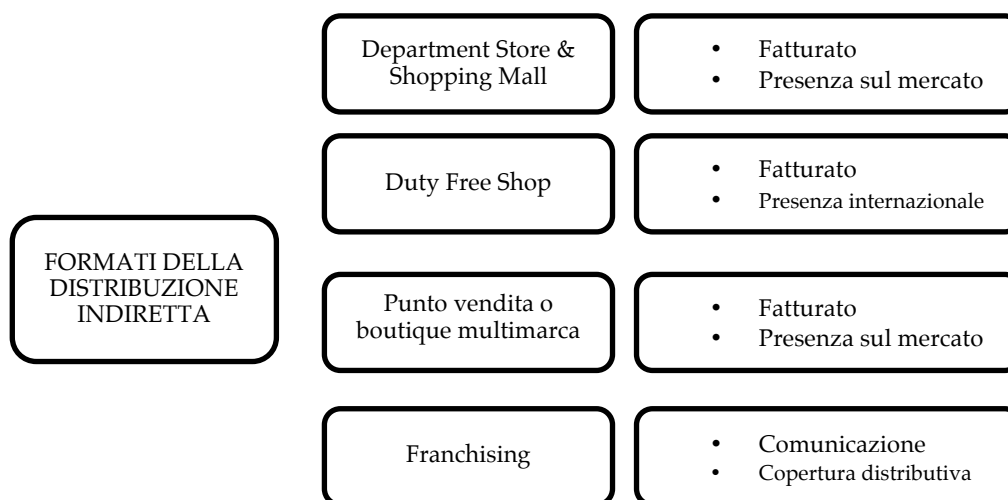 Department Store &
Shopping Mall
• Fatturato
• Presenza sul mercato
Duty Free Shop
• Fatturato
• Presenza internazionale
FORMATI DELLA
DISTRIBUZIONE
INDIRETTA
Punto vendita o
boutique multimarca
• Fatturato
• Presenza sul mercato
Franchising
• Comunicazione
• Copertura distributiva